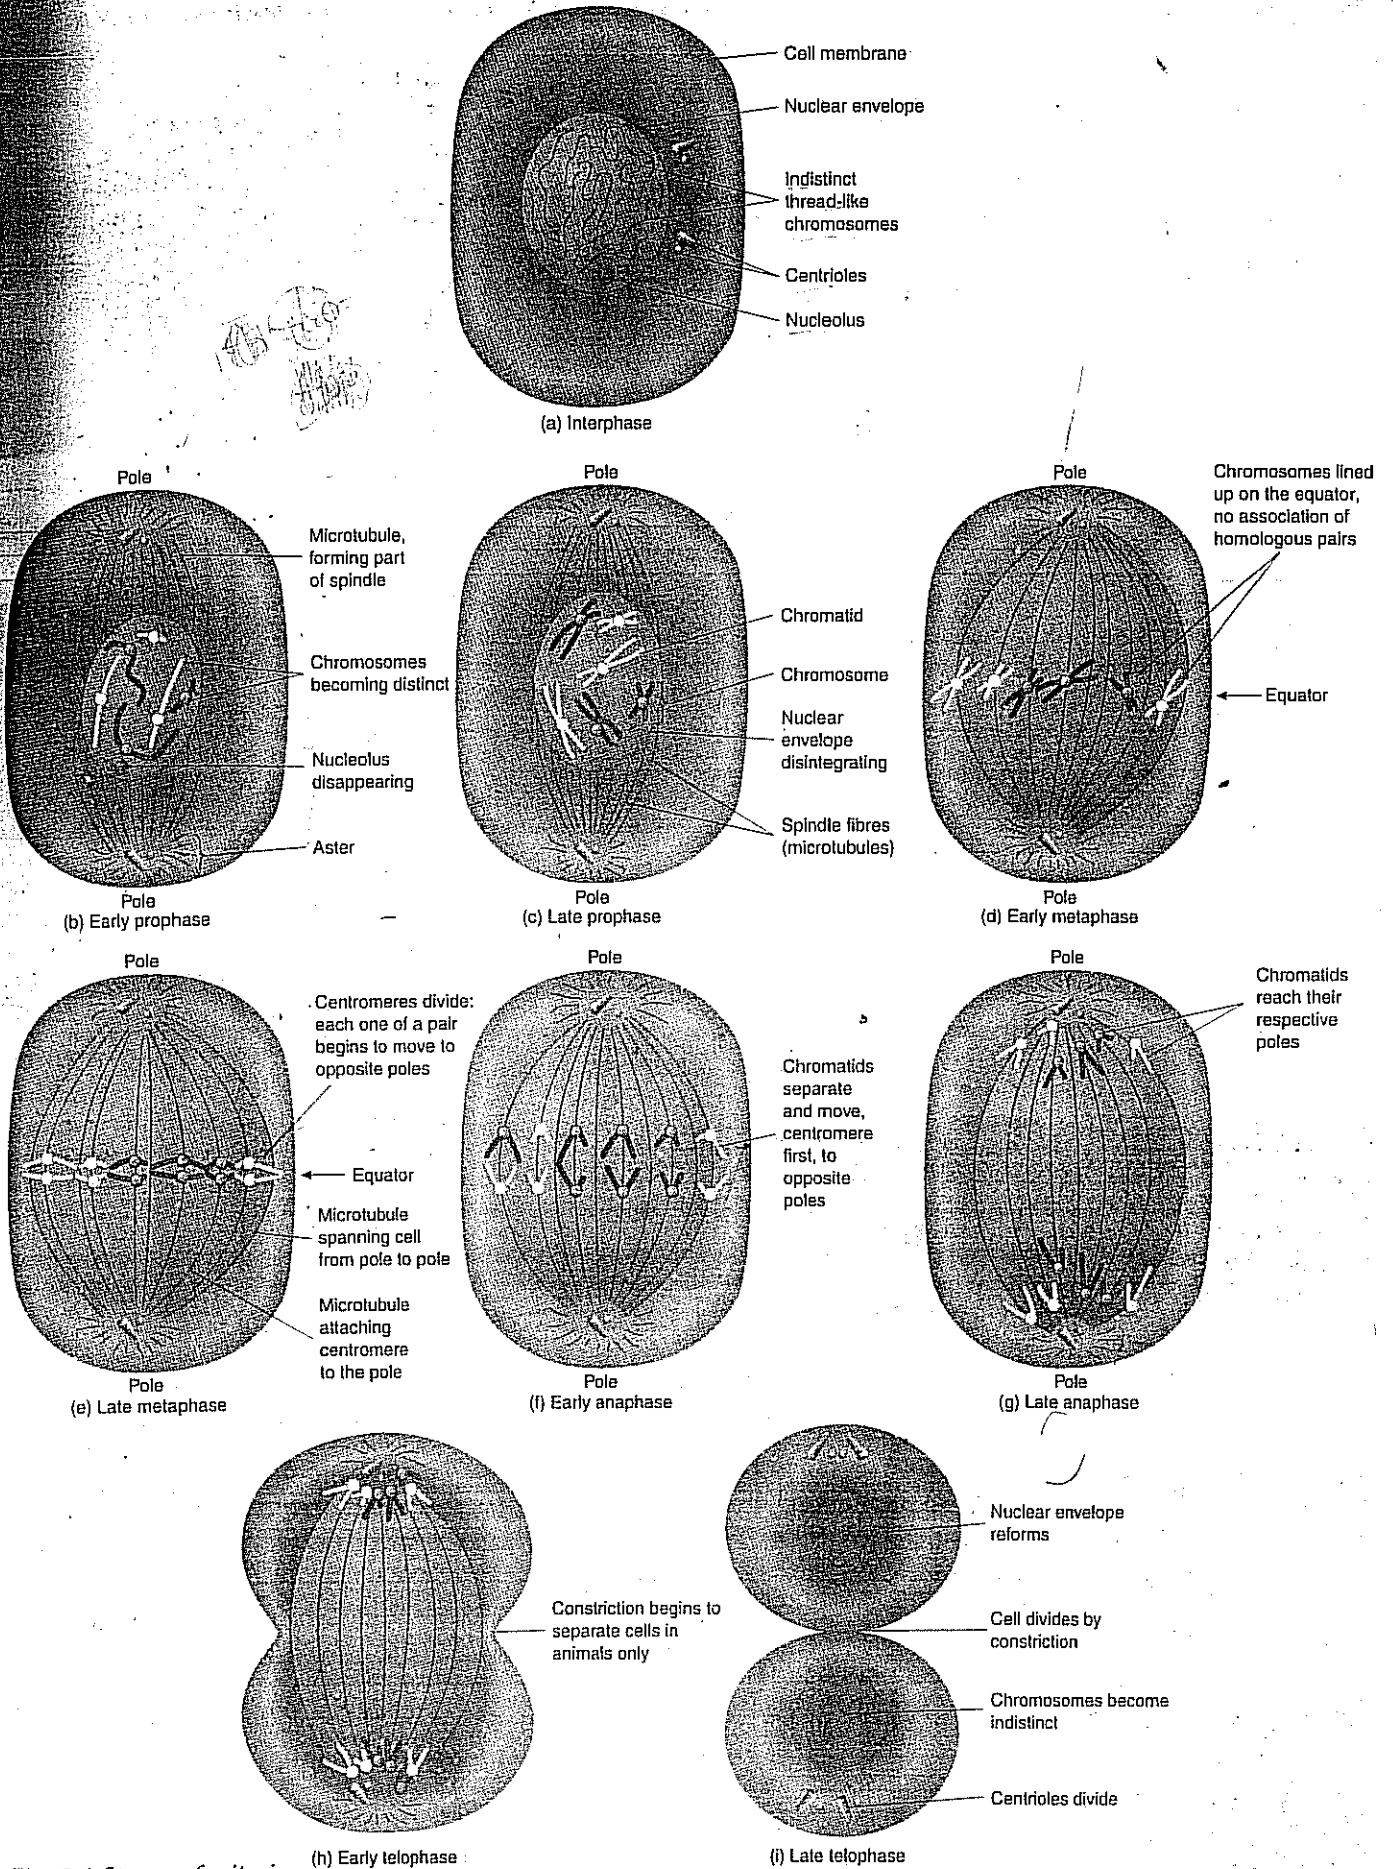 Cell membrane
Nuclear envelope
Indistinct
thread-like
chromosomes
Centrioles
Nucleolus
(a) Interphase
Pole
Microtubule,
forming part
of spindle
Chromosomes
becoming distinct
Nucleolus
disappearing
Aster
Pole
(b) Early prophase
Pole
Chromatid
Chromosome
Nuclear
envelope
disintegrating
Spindle fibres
(microtubules)
Pole
(c) Late prophase
Pole
Chromosomes lined
up on the equator,
no association of
homologous pairs
Equator
Pole
(d) Early metaphase
Pole
Centromeres divide:
each one of a pair
begins to move to
opposite poles
Equator
Microtubule
spanning cell
from pole to pole
Microtubule
attaching
centromere
to the pole
Pole
(e) Late metaphase
Pole
Chromatids
separate
and move,
centromere
first, to
opposite
poles
Pole
(f) Early anaphase
Pole
Chromatids
reach their
respective
poles
Pole
(g) Late anaphase
Constriction begins to
separate cells in
animals only
(h) Early telophase
Nuclear envelope
reforms
Cell divides by
constriction
Chromosomes become
indistinct
Centrioles divide
(i) Late telophase